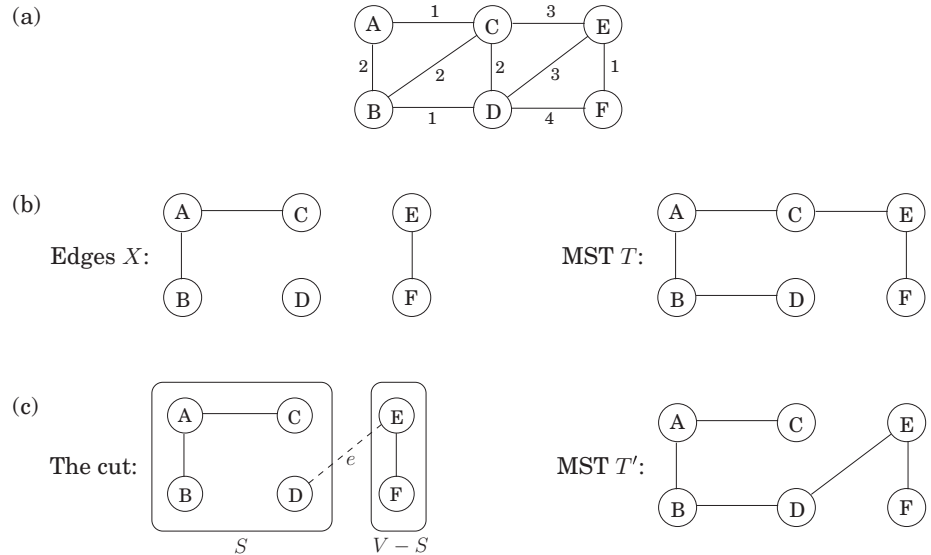 (a)
A 1 C 3 E
2 2 2 3 1
B 1 D 4 F
(b)
A C E
Edges X:
B D F
A C E
MST T:
B D F
(c)
A C E
The cut:
e
B D F
S V − S
A C E
MST T′:
B D F